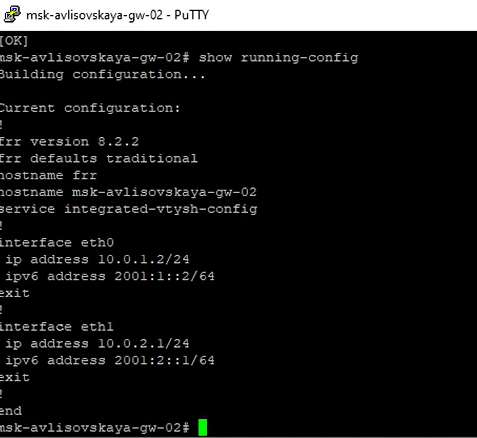 msk-avlisovskaya-gw-02 - PuTTY
[OK]
msk-avlisovskaya-gw-02# show running-config
Building configuration...
Current configuration:
!
frr version 8.2.2
frr defaults traditional
hostname frr
hostname msk-avlisovskaya-gw-02
service integrated-vtysh-config
!
interface eth0
 ip address 10.0.1.2/24
 ipv6 address 2001:1::2/64
exit
!
interface eth1
 ip address 10.0.2.1/24
 ipv6 address 2001:2::1/64
exit
!
end
msk-avlisovskaya-gw-02#